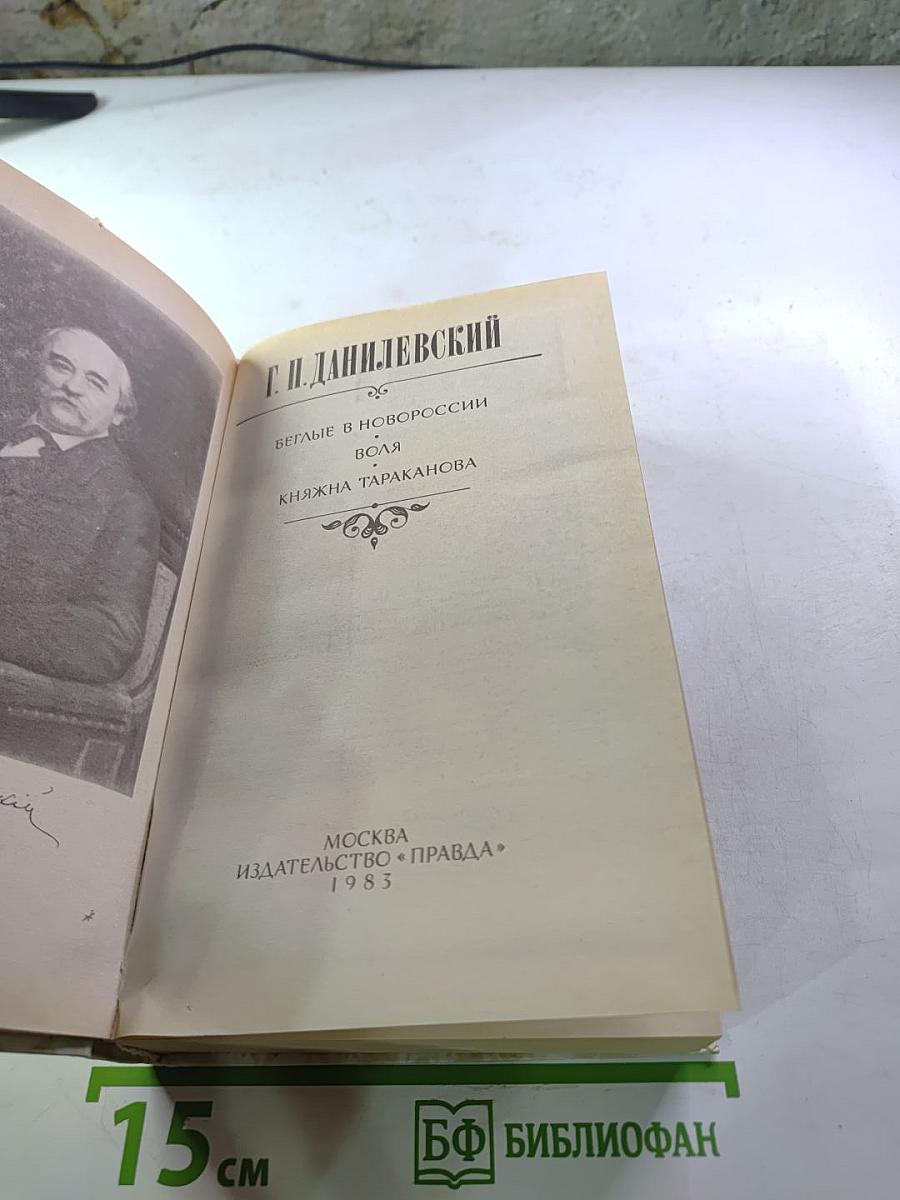 Г. П. ДАНИЛЕВСКИЙ
БЕГЛЫЕ В НОВОРОССИИ
ВОЛЯ
КНЯЖНА ТАРАКАНОВА
МОСКВА
ИЗДАТЕЛЬСТВО «ПРАВДА»
1983
15 см
БФ БИБЛИОФАН